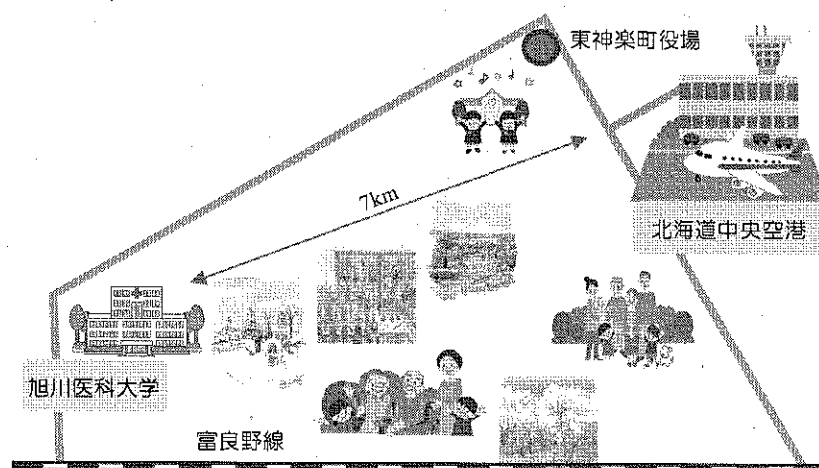 東神楽町役場
7km
北海道中央空港
旭川医科大学
富良野線